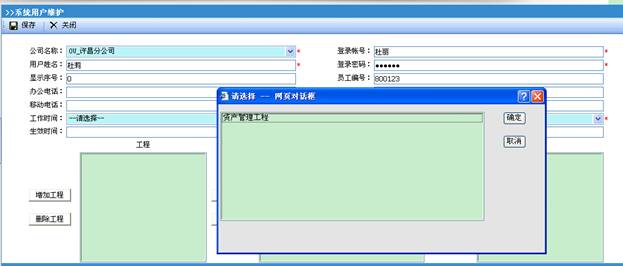 >>系统用户维护
保存 关闭
公司名称： OU_许昌分公司 * 登录帐号： 杜丽 *
用户姓名： 杜莉 * 登录密码： ●●●●●● *
显示序号： 0 员工编号： 800123
办公电话：
移动电话：
工作时间： --请选择-- *
生效时间：
请选择 -- 网页对话框
资产管理工程
确定
取消
工程
增加工程
删除工程